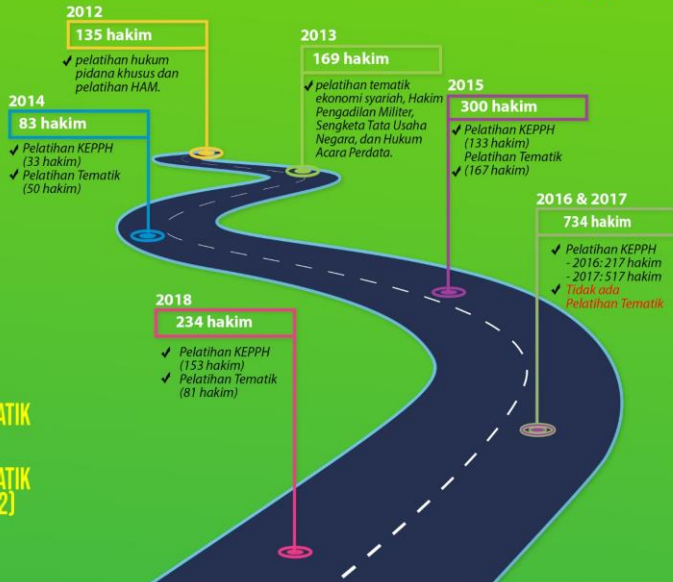 2012
135 hakim
✓ pelatihan hukum
pidana khusus dan
pelatihan HAM.
2013
169 hakim
✓ pelatihan tematik
ekonomi syariah, Hakim
Pengadilan Militer,
Sengketa Tata Usaha
Negara, dan Hukum
Acara Perdata.
2014
83 hakim
✓ Pelatihan KEPPH
(33 hakim)
✓ Pelatihan Tematik
(50 hakim)
2015
300 hakim
✓ Pelatihan KEPPH
(133 hakim)
Pelatihan Tematik
✓ (167 hakim)
2016 & 2017
734 hakim
✓ Pelatihan KEPPH
- 2016: 217 hakim
- 2017: 517 hakim
✓ Tidak ada
Pelatihan Tematik
2018
234 hakim
✓ Pelatihan KEPPH
(153 hakim)
✓ Pelatihan Tematik
(81 hakim)